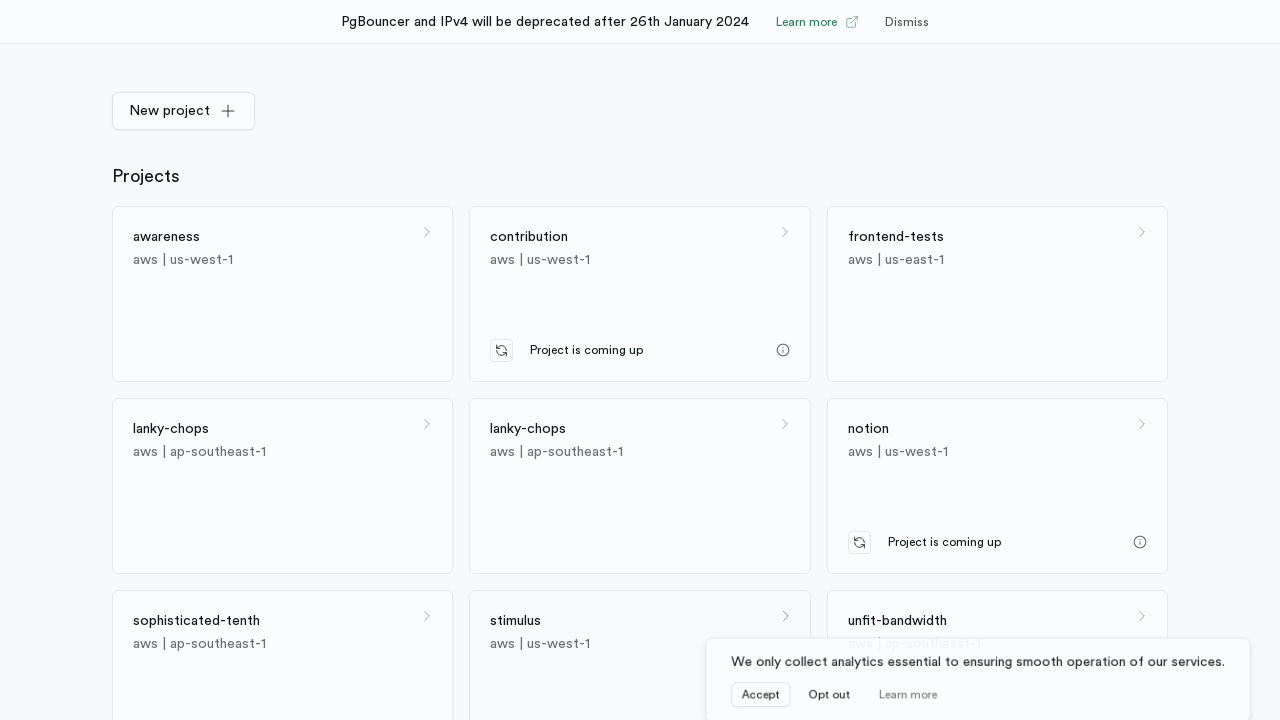 PgBouncer and IPv4 will be deprecated after 26th January 2024 Learn more Dismiss
New project
Projects
awareness
aws | us-west-1
contribution
aws | us-west-1
Project is coming up
frontend-tests
aws | us-east-1
lanky-chops
aws | ap-southeast-1
lanky-chops
aws | ap-southeast-1
notion
aws | us-west-1
Project is coming up
sophisticated-tenth
aws | ap-southeast-1
stimulus
aws | us-west-1
unfit-bandwidth
aws | ap-southeast-1
We only collect analytics essential to ensuring smooth operation of our services.
Accept Opt out Learn more